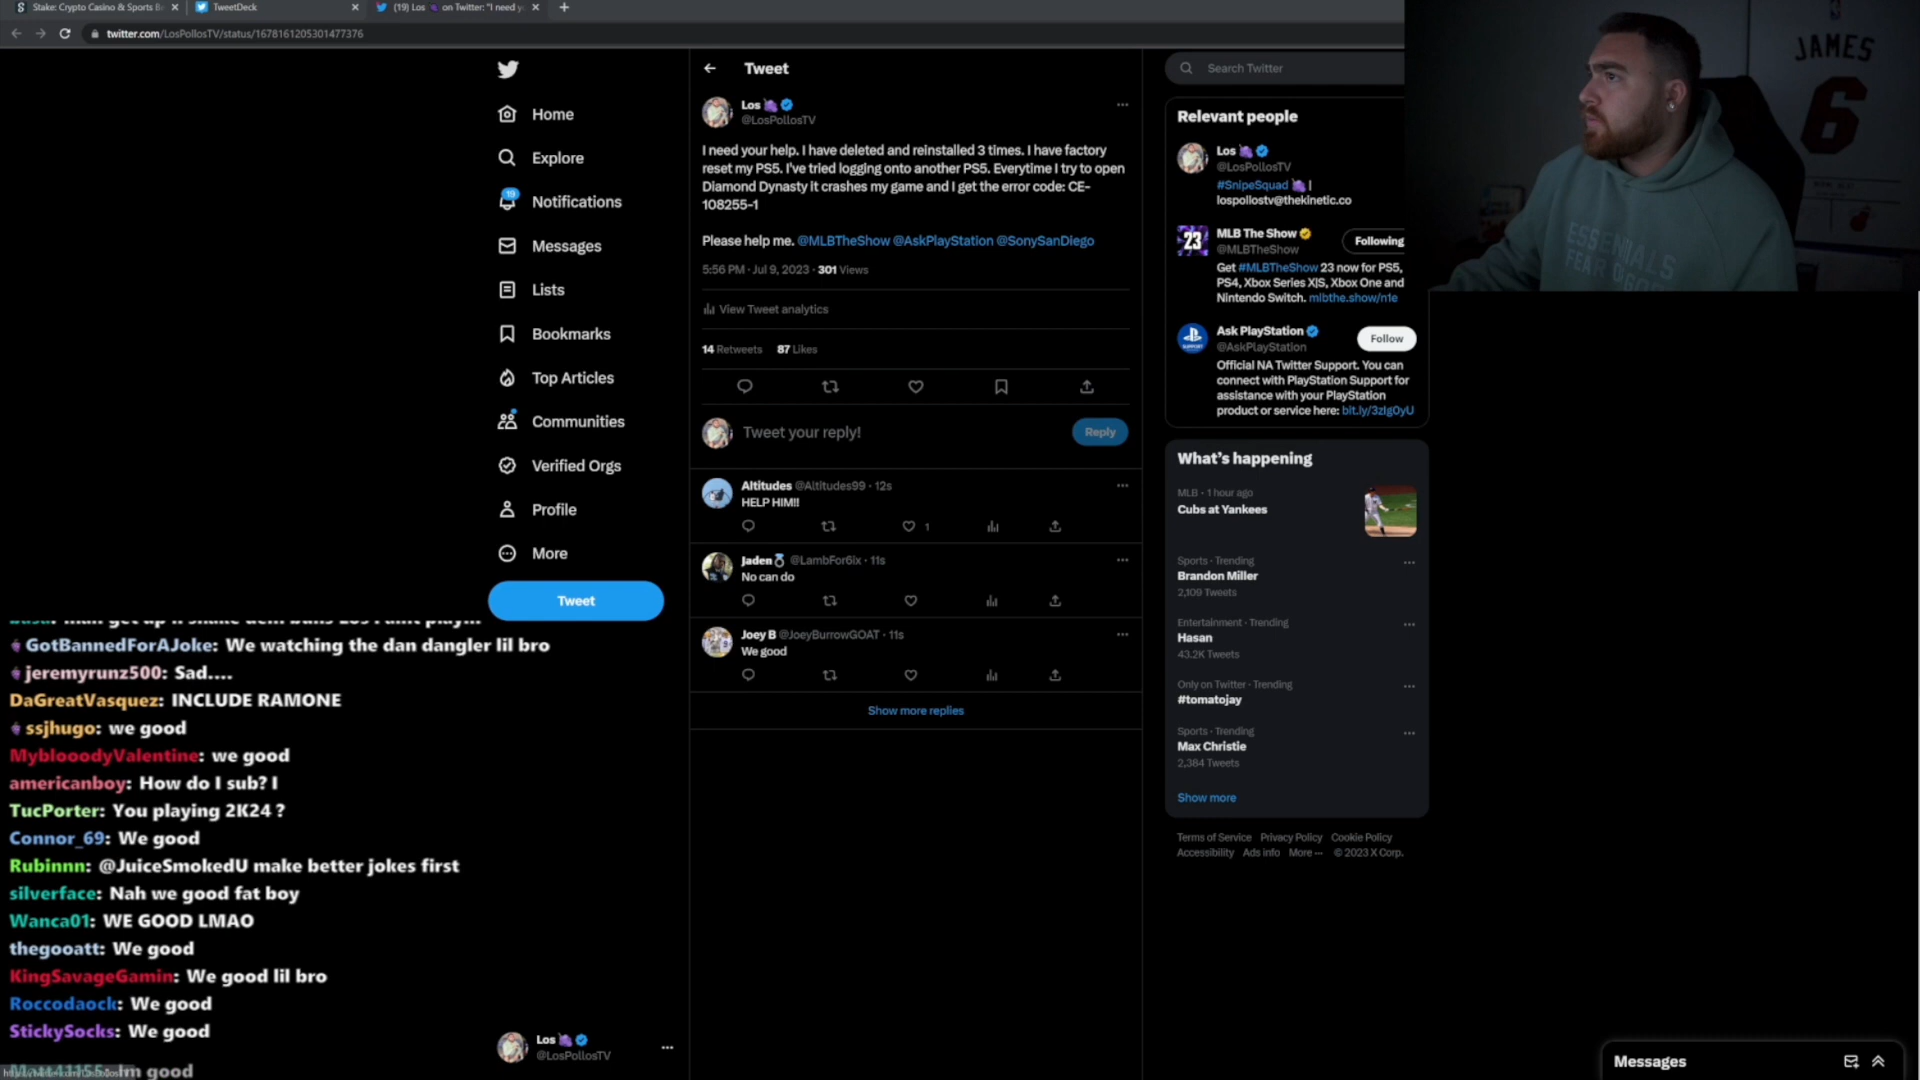 Stake: Crypto Casino & Sports B
TweetDeck
(19) Los 🍇 on Twitter: "I need y
twitter.com/LosPollosTV/status/1678161205301477376
Home
Explore
19
Notifications
Messages
Lists
Bookmarks
Top Articles
Communities
Verified Orgs
Profile
More
Tweet
Tweet
Los 🍇
@LosPollosTV
I need your help. I have deleted and reinstalled 3 times. I have factory
reset my PS5. I've tried logging onto another PS5. Everytime I try to open
Diamond Dynasty it crashes my game and I get the error code: CE-
108255-1
Please help me. @MLBTheShow @AskPlayStation @SonySanDiego
5:56 PM · Jul 9, 2023 · 301 Views
View Tweet analytics
14 Retweets 87 Likes
Tweet your reply!
Reply
Altitudes @Altitudes99 · 12s
HELP HIM!!
1
Jaden @LambFor6ix · 11s
No can do
Joey B @JoeyBurrowGOAT · 11s
We good
Show more replies
Search Twitter
Relevant people
Los 🍇
@LosPollosTV
#SnipeSquad 🍇 |
lospollostv@thekinetic.co
23
MLB The Show
@MLBTheShow
Following
Get #MLBTheShow 23 now for PS5,
PS4, Xbox Series X|S, Xbox One and
Nintendo Switch. mlbthe.show/n1e
Ask PlayStation
@AskPlayStation
Follow
Official NA Twitter Support. You can
connect with PlayStation Support for
assistance with your PlayStation
product or service here: bit.ly/3zIg0yU
What's happening
MLB · 1 hour ago
Cubs at Yankees
Sports · Trending
Brandon Miller
2,109 Tweets
Entertainment · Trending
Hasan
43.2K Tweets
Only on Twitter · Trending
#tomatojay
Sports · Trending
Max Christie
2,384 Tweets
Show more
Terms of Service Privacy Policy Cookie Policy
Accessibility Ads info More ··· © 2023 X Corp.
JAMES
6
ESSENTIALS
FEAR OF GOD
GotBannedForAJoke: We watching the dan dangler lil bro
jeremyrunz500: Sad....
DaGreatVasquez: INCLUDE RAMONE
ssjhugo: we good
MyblooodyValentine: we good
americanboy: How do I sub? I
TucPorter: You playing 2K24 ?
Connor_69: We good
Rubinnn: @JuiceSmokedU make better jokes first
silverface: Nah we good fat boy
Wanca01: WE GOOD LMAO
thegooatt: We good
KingSavageGamin: We good lil bro
Roccodaock: We good
StickySocks: We good
Im good
Los 🍇
@LosPollosTV
Messages